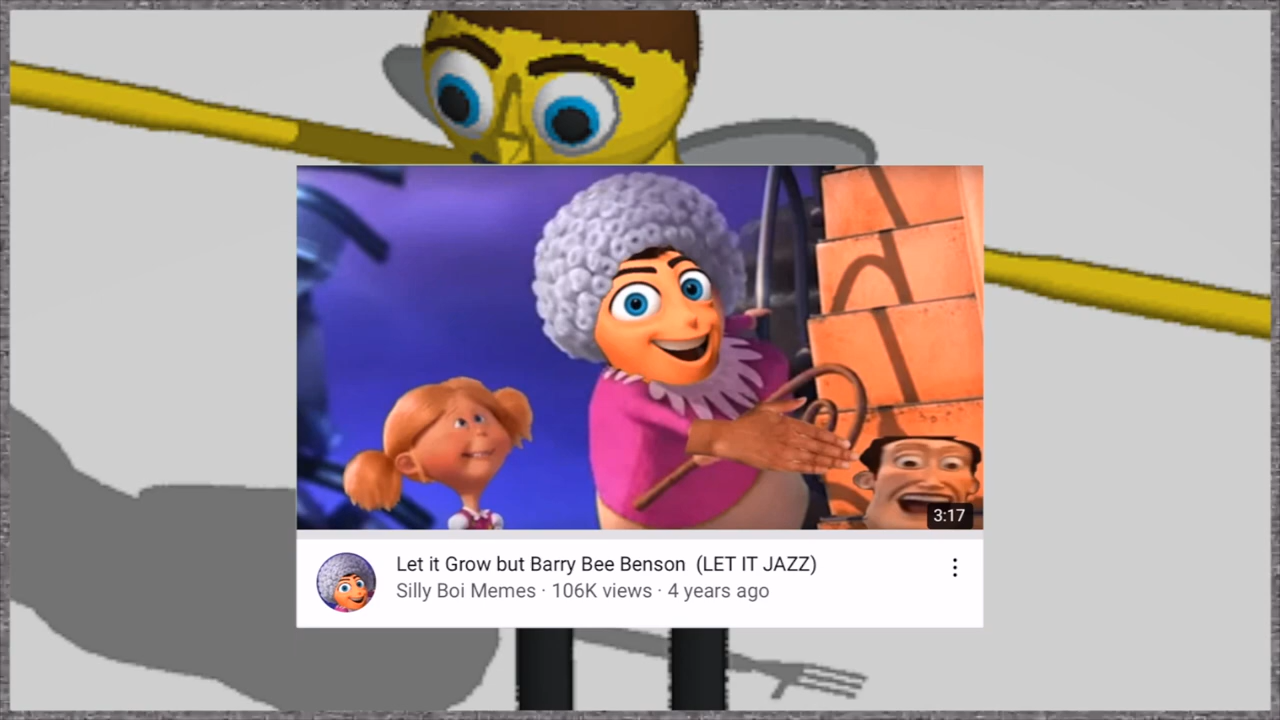 3:17
Let it Grow but Barry Bee Benson (LET IT JAZZ)
Silly Boi Memes · 106K views · 4 years ago